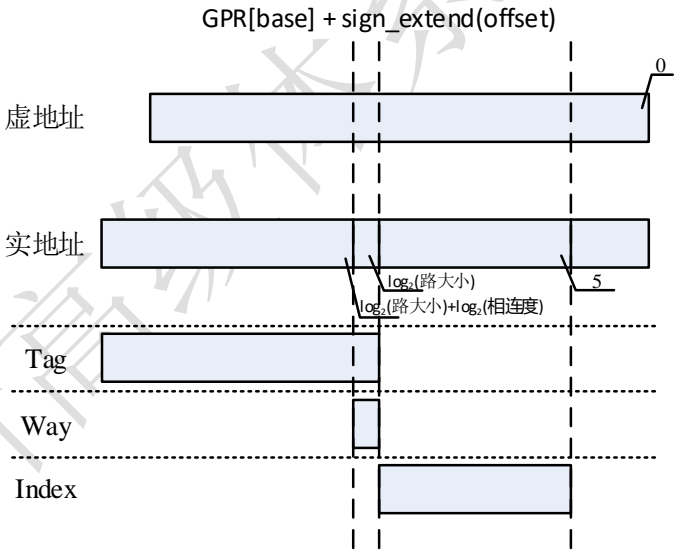 GPR[base] + sign_extend(offset)
0
虚地址
实地址
log₂(路大小)
5
log₂(路大小)+log₂(相连度)
Tag
Way
Index